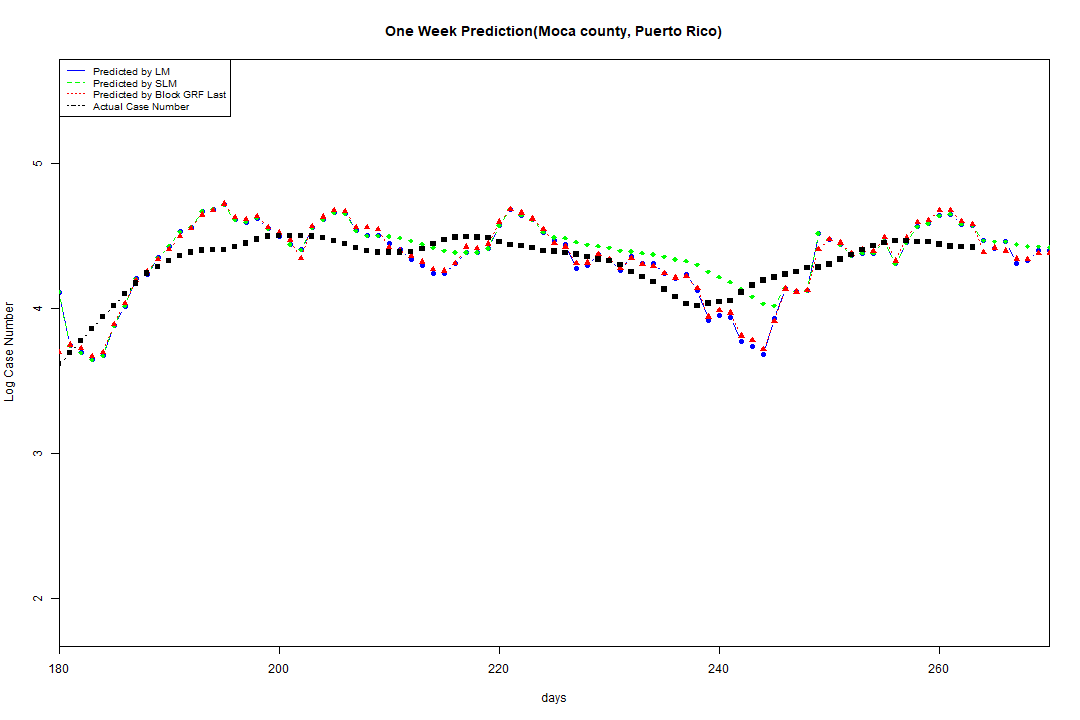 One Week Prediction(Moca county, Puerto Rico)
Predicted by LM
Predicted by SLM
Predicted by Block GRF Last
Actual Case Number
5
4
3
2
Log Case Number
180 200 220 240 260
days